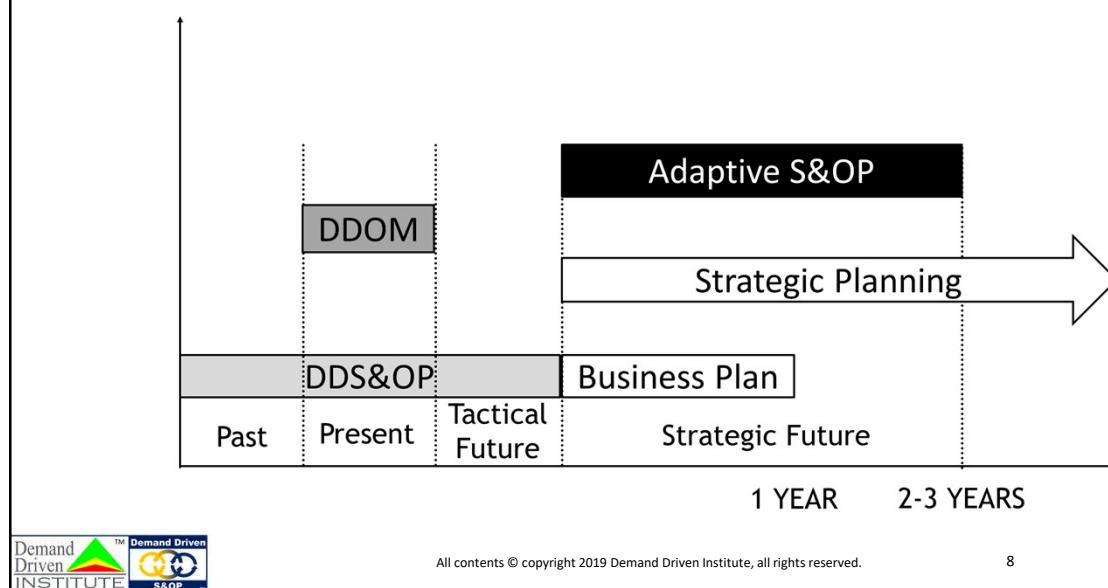 Adaptive S&OP
DDOM
Strategic Planning
DDS&OP
Business Plan
Past
Present
Tactical
Future
Strategic Future
1 YEAR
2-3 YEARS
Demand
Driven
INSTITUTE
TM
Demand Driven
S&OP
All contents © copyright 2019 Demand Driven Institute, all rights reserved.
8